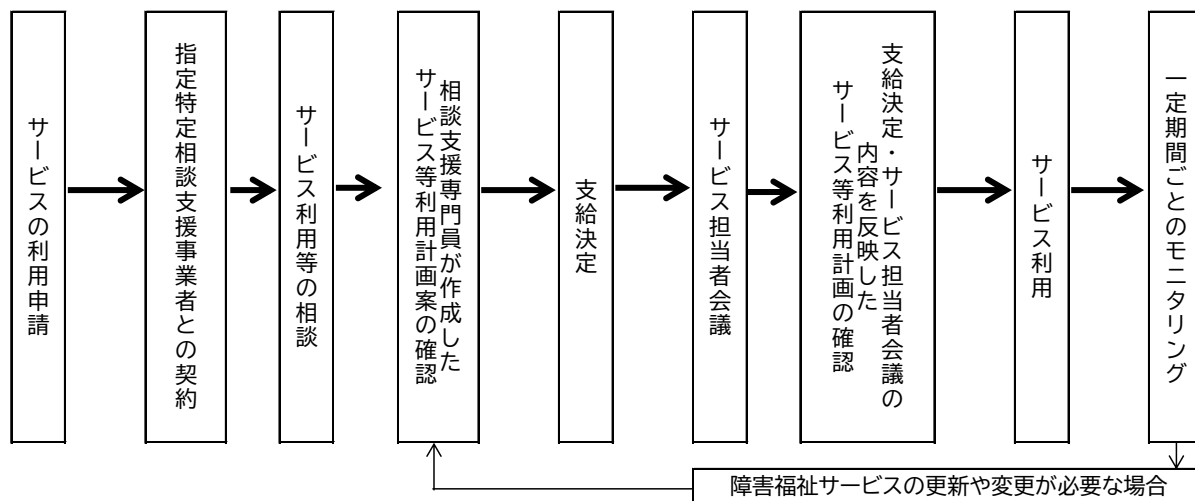 サービスの利用申請
指定特定相談支援事業者との契約
サービス利用等の相談
相談支援専門員が作成した
サービス等利用計画案の確認
支給決定
サービス担当者会議
支給決定・サービス担当者会議の
内容を反映した
サービス等利用計画の確認
サービス利用
一定期間ごとのモニタリング
障害福祉サービスの更新や変更が必要な場合